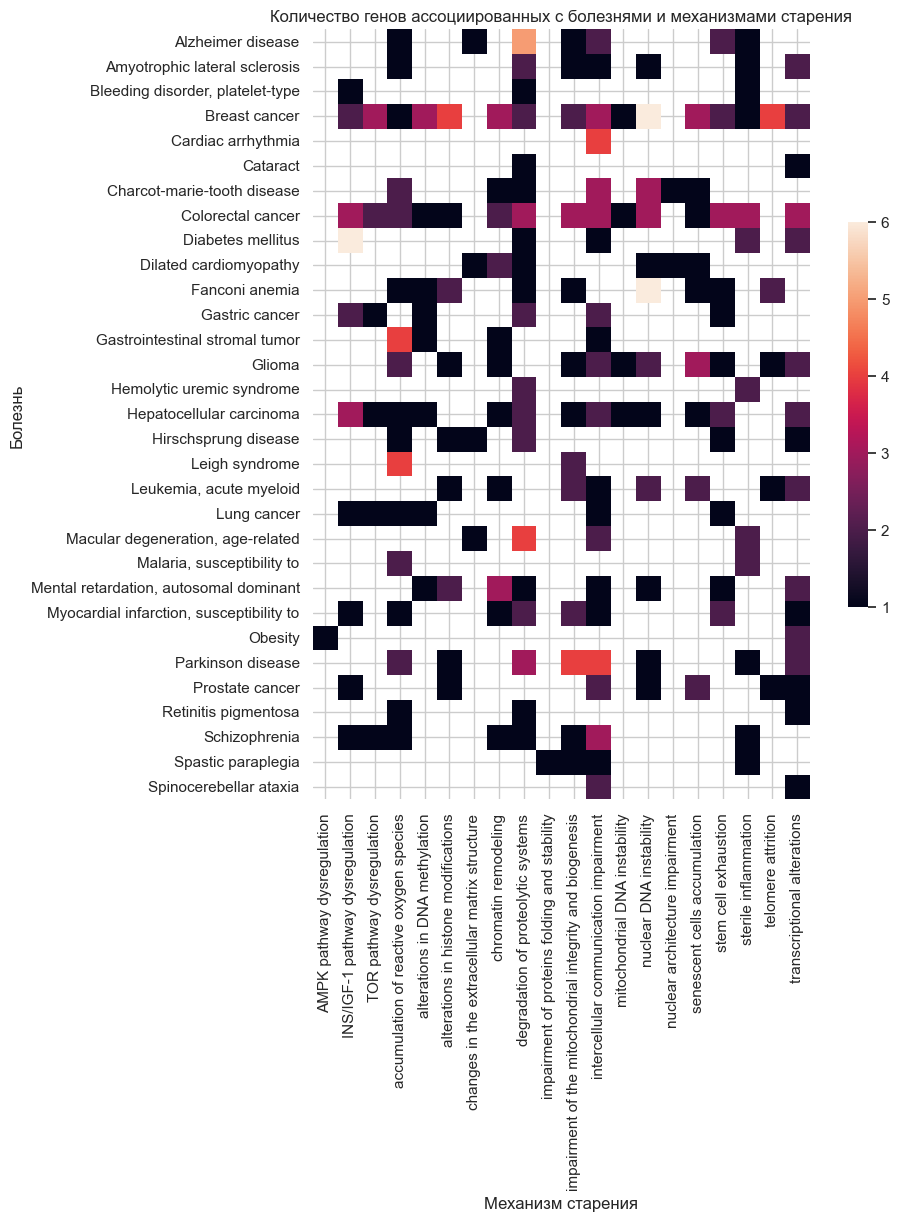 Количество генов ассоциированных с болезнями и механизмами старения
Alzheimer disease
Amyotrophic lateral sclerosis
Bleeding disorder, platelet-type
Breast cancer
Cardiac arrhythmia
Cataract
Charcot-marie-tooth disease
Colorectal cancer
Diabetes mellitus
Dilated cardiomyopathy
Fanconi anemia
Gastric cancer
Gastrointestinal stromal tumor
Glioma
Hemolytic uremic syndrome
Hepatocellular carcinoma
Hirschsprung disease
Leigh syndrome
Leukemia, acute myeloid
Lung cancer
Macular degeneration, age-related
Malaria, susceptibility to
Mental retardation, autosomal dominant
Myocardial infarction, susceptibility to
Obesity
Parkinson disease
Prostate cancer
Retinitis pigmentosa
Schizophrenia
Spastic paraplegia
Spinocerebellar ataxia
Болезнь
AMPK pathway dysregulation
INS/IGF-1 pathway dysregulation
TOR pathway dysregulation
accumulation of reactive oxygen species
alterations in DNA methylation
alterations in histone modifications
changes in the extracellular matrix structure
chromatin remodeling
degradation of proteolytic systems
impairment of proteins folding and stability
impairment of the mitochondrial integrity and biogenesis
intercellular communication impairment
mitochondrial DNA instability
nuclear DNA instability
nuclear architecture impairment
senescent cells accumulation
stem cell exhaustion
sterile inflammation
telomere attrition
transcriptional alterations
Механизм старения
6
5
4
3
2
1